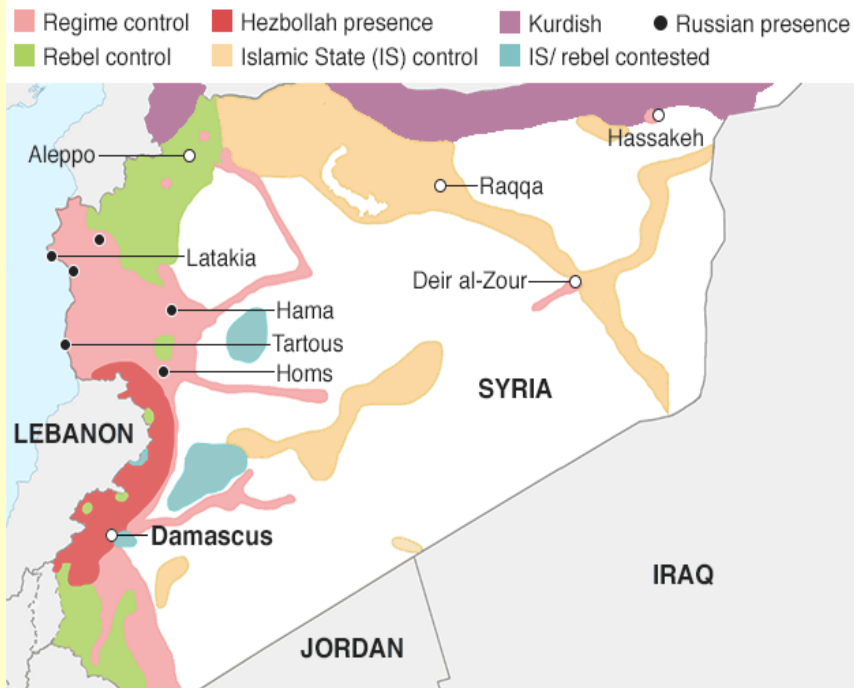 Regime control
Hezbollah presence
Kurdish
Russian presence
Rebel control
Islamic State (IS) control
IS/ rebel contested
Hassakeh
Aleppo
Raqqa
Latakia
Deir al-Zour
Hama
Tartous
Homs
SYRIA
LEBANON
Damascus
IRAQ
JORDAN